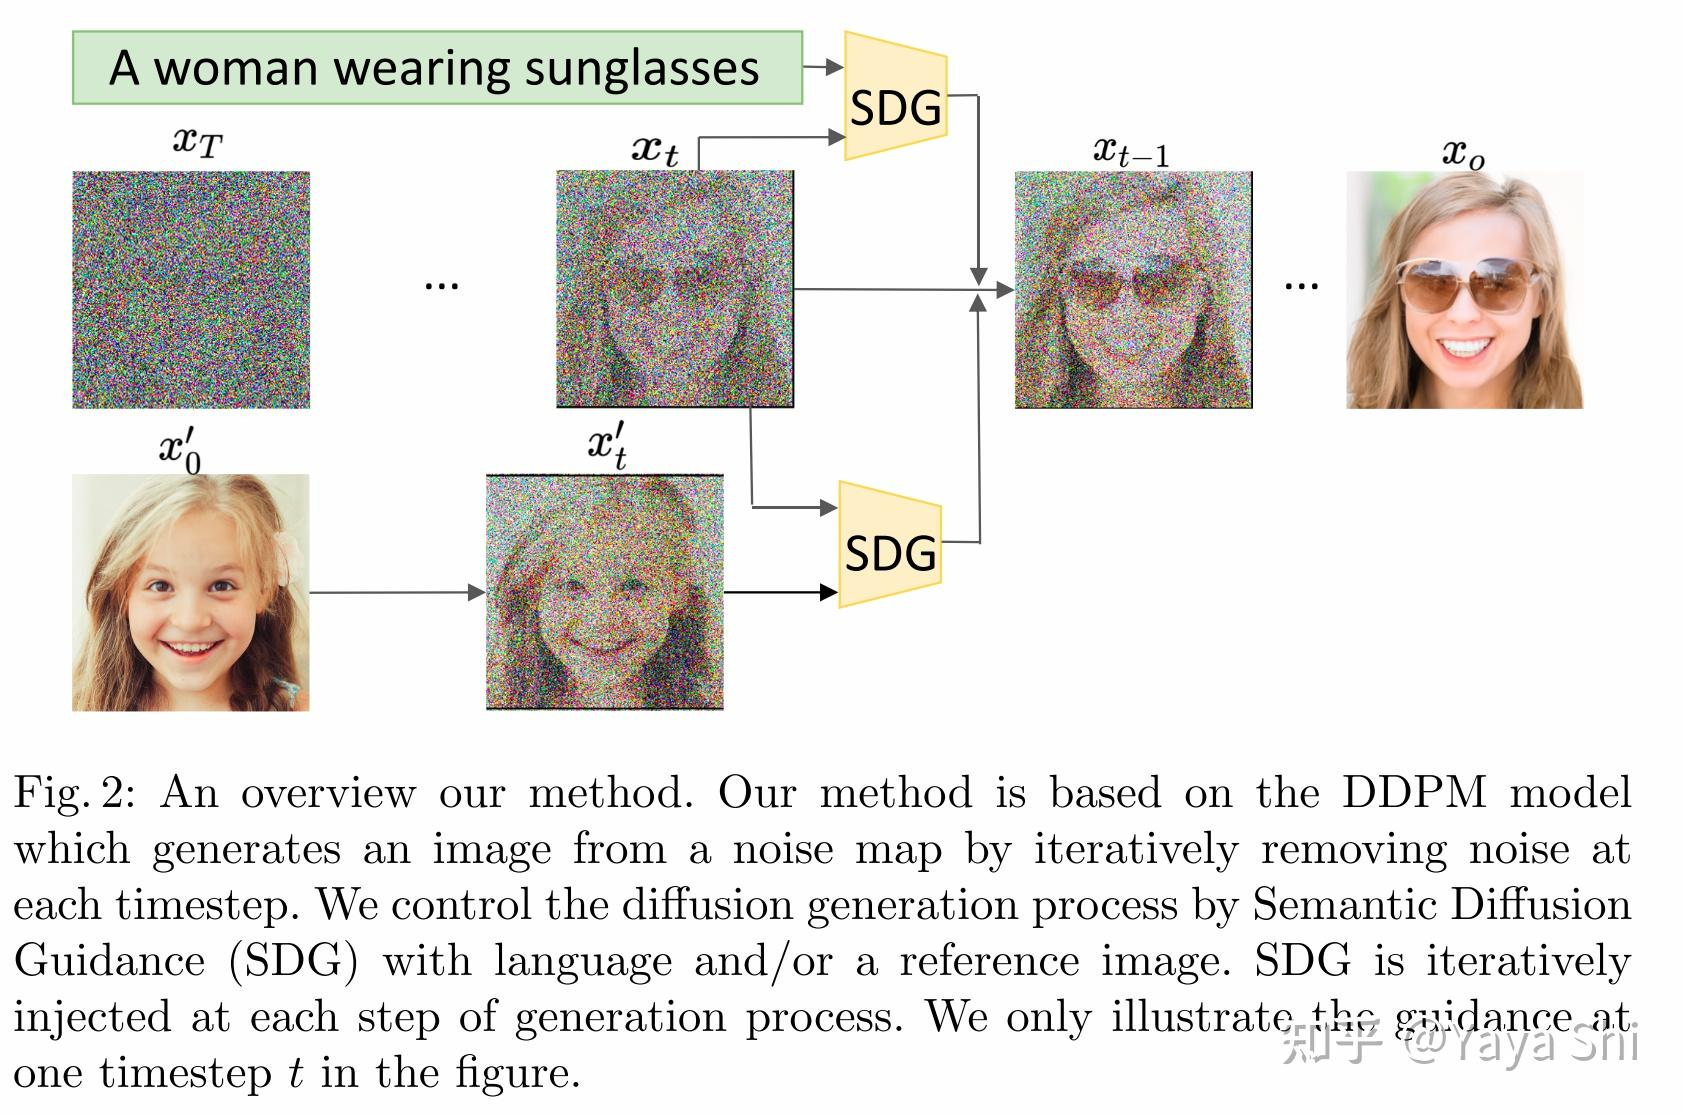 A woman wearing sunglasses
SDG
x_T
x_t
x_{t−1}
x_o
...
...
x'_0
x'_t
SDG
Fig. 2: An overview our method. Our method is based on the DDPM model
which generates an image from a noise map by iteratively removing noise at
each timestep. We control the diffusion generation process by Semantic Diffusion
Guidance (SDG) with language and/or a reference image. SDG is iteratively
injected at each step of generation process. We only illustrate the guidance at
one timestep t in the figure.
知乎 @Yaya Shi